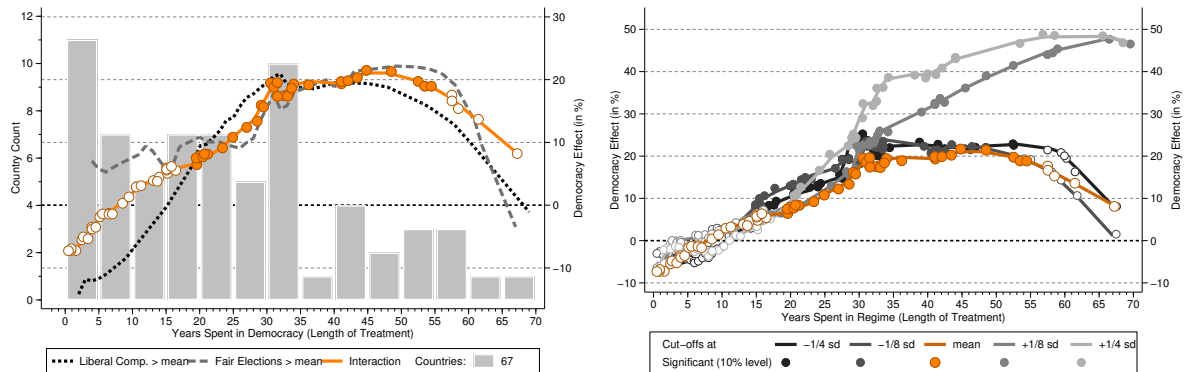 12
10
8
6
4
2
0
Country Count
30
20
10
0
−10
Democracy Effect (in %)
0 5 10 15 20 25 30 35 40 45 50 55 60 65 70
Years Spent in Democracy (Length of Treatment)
Liberal Comp. > mean Fair Elections > mean Interaction Countries: 67
50
40
30
20
10
0
−10
Democracy Effect (in %)
50
40
30
20
10
0
−10
Democracy Effect (in %)
0 5 10 15 20 25 30 35 40 45 50 55 60 65 70
Years Spent in Regime (Length of Treatment)
Cut−offs at −1/4 sd −1/8 sd mean +1/8 sd +1/4 sd
Significant (10% level)